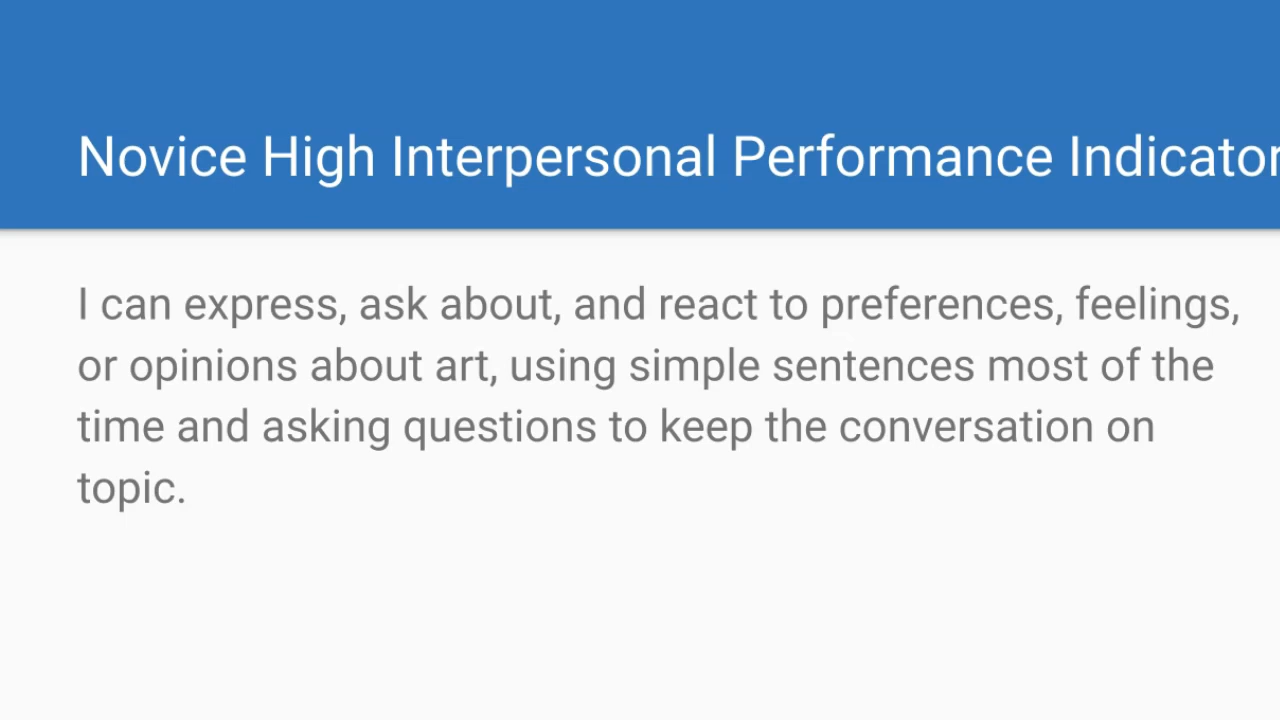 Novice High Interpersonal Performance Indicator
I can express, ask about, and react to preferences, feelings,
or opinions about art, using simple sentences most of the
time and asking questions to keep the conversation on
topic.